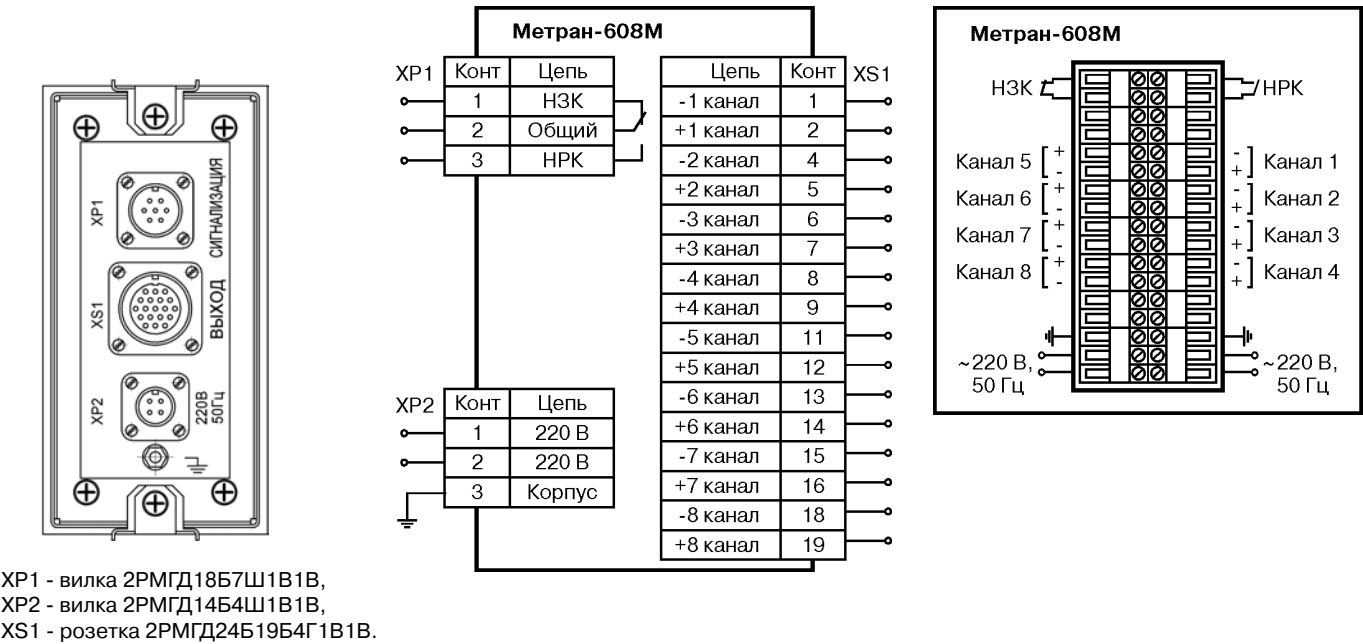 XP1
СИГНАЛИЗАЦИЯ
XS1
ВЫХОД
XP2
220В
50Гц
XP1 - вилка 2РМГД18Б7Ш1В1В,
XP2 - вилка 2РМГД14Б4Ш1В1В,
XS1 - розетка 2РМГД24Б19Б4Г1В1В.
Метран-608М
XP1
Конт Цепь
1 НЗК
2 Общий
3 НРК
XP2
Конт Цепь
1 220 В
2 220 В
3 Корпус
Цепь Конт
XS1
-1 канал 1
+1 канал 2
-2 канал 4
+2 канал 5
-3 канал 6
+3 канал 7
-4 канал 8
+4 канал 9
-5 канал 11
+5 канал 12
-6 канал 13
+6 канал 14
-7 канал 15
+7 канал 16
-8 канал 18
+8 канал 19
Метран-608М
НЗК
НРК
Канал 5 + -
- + Канал 1
Канал 6 + -
- + Канал 2
Канал 7 + -
- + Канал 3
Канал 8 + -
- + Канал 4
~220 В,
50 Гц
~220 В,
50 Гц